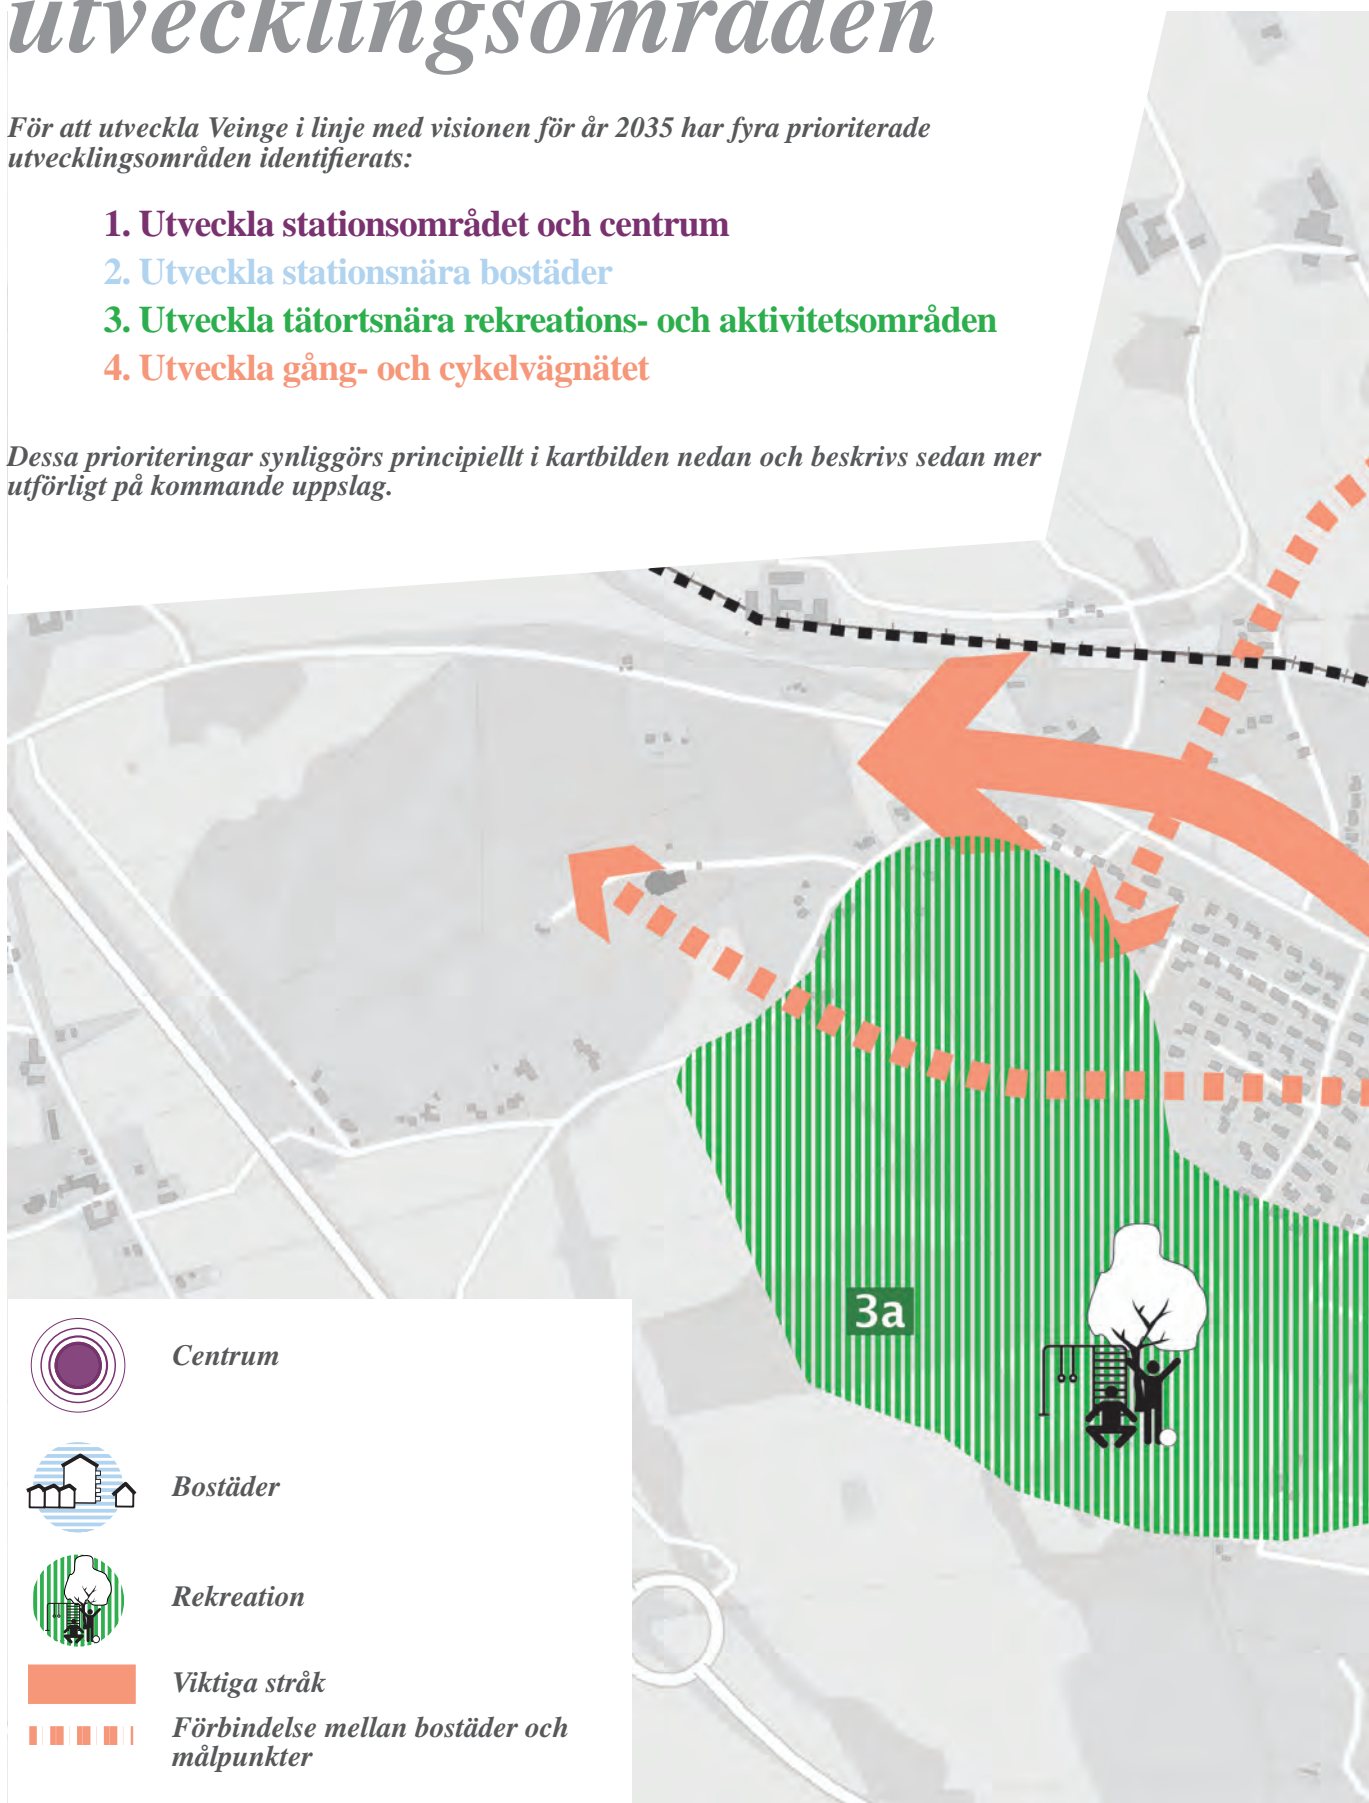 utvecklingsområden
För att utveckla Veinge i linje med visionen för år 2035 har fyra prioriterade
utvecklingsområden identifierats:
1. Utveckla stationsområdet och centrum
2. Utveckla stationsnära bostäder
3. Utveckla tätortsnära rekreations- och aktivitetsområden
4. Utveckla gång- och cykelvägnätet
Dessa prioriteringar synliggörs principiellt i kartbilden nedan och beskrivs sedan mer
utförligt på kommande uppslag.
3a
Centrum
Bostäder
Rekreation
Viktiga stråk
Förbindelse mellan bostäder och
målpunkter